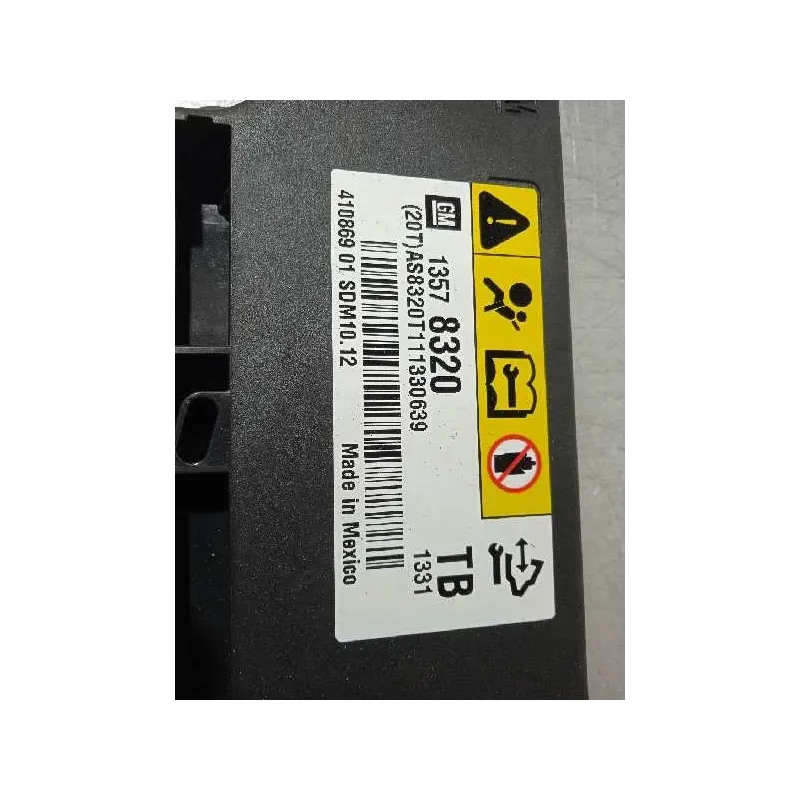 GM 1357 8320 TB
(20T)AS8320T111330639 1331
410869 01 SDM10.12 Made in Mexico